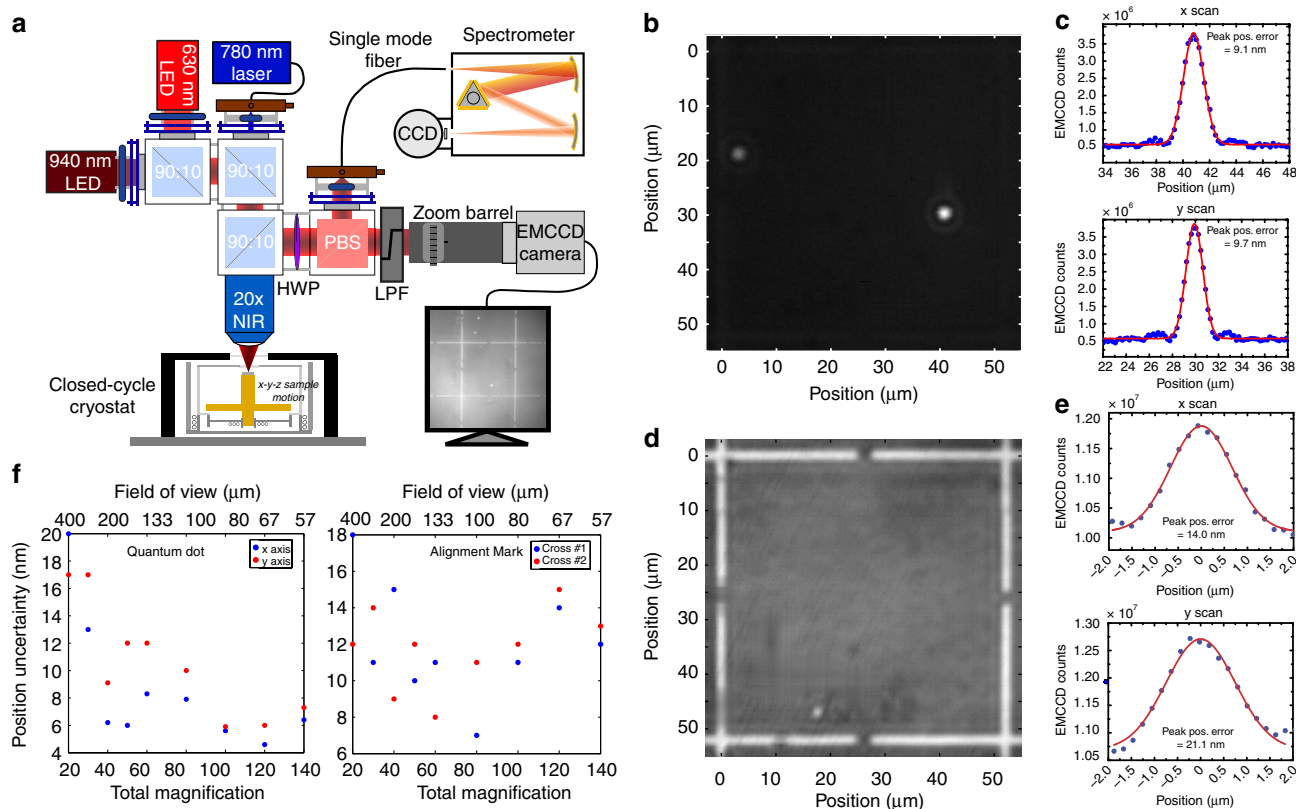 a
630 nm
LED
780 nm
laser
Single mode
fiber
Spectrometer
CCD
940 nm
LED
90:10
90:10
90:10
PBS
Zoom barrel
EMCCD
camera
HWP
LPF
20x
NIR
Closed-cycle
cryostat
x-y-z sample
motion
b
0
10
20
30
40
50
Position (μm)
0
10
20
30
40
50
Position (μm)
c
x scan
× 10⁶
Peak pos. error
= 9.1 nm
EMCCD counts
3.5
3.0
2.5
2.0
1.5
1.0
0.5
34
36
38
40
42
44
46
48
Position (μm)
y scan
× 10⁶
Peak pos. error
= 9.7 nm
EMCCD counts
3.5
3.0
2.5
2.0
1.5
1.0
0.5
22
24
26
28
30
32
34
36
38
Position (μm)
d
0
10
20
30
40
50
Position (μm)
0
10
20
30
40
50
Position (μm)
e
x scan
× 10⁷
1.20
1.15
1.10
1.05
1.00
EMCCD counts
Peak pos. error
= 14.0 nm
-2.0
-1.5
-1.0
-0.5
0
0.5
1.0
1.5
2.0
Position (μm)
y scan
× 10⁷
1.30
1.25
1.20
1.15
1.10
1.05
EMCCD counts
Peak pos. error
= 21.1 nm
-2.0
-1.5
-1.0
-0.5
0
0.5
1.0
1.5
2.0
Position (μm)
f
Field of view (μm)
400 200 133 100 80 67 57
Quantum dot
x axis
y axis
Position uncertainty (nm)
20
18
16
14
12
10
8
6
4
20 40 60 80 100 120 140
Total magnification
Field of view (μm)
400 200 133 100 80 67 57
Alignment Mark
Cross #1
Cross #2
18
16
14
12
10
8
6
20 40 60 80 100 120 140
Total magnification